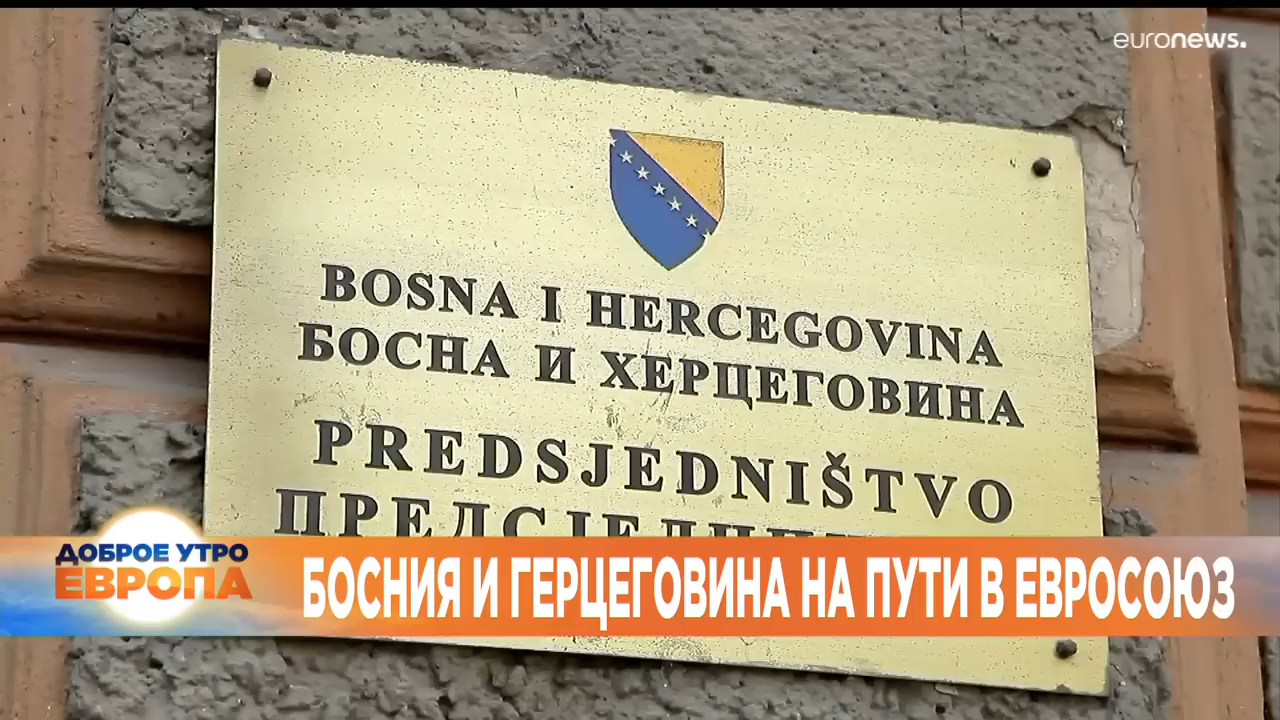 euronews.
BOSNA I HERCEGOVINA
БОСНА И ХЕРЦЕГОВИНА
PREDSJEDNIŠTVO
ДОБРОЕ УТРО
ЕВРОПА
БОСНИЯ И ГЕРЦЕГОВИНА НА ПУТИ В ЕВРОСОЮЗ